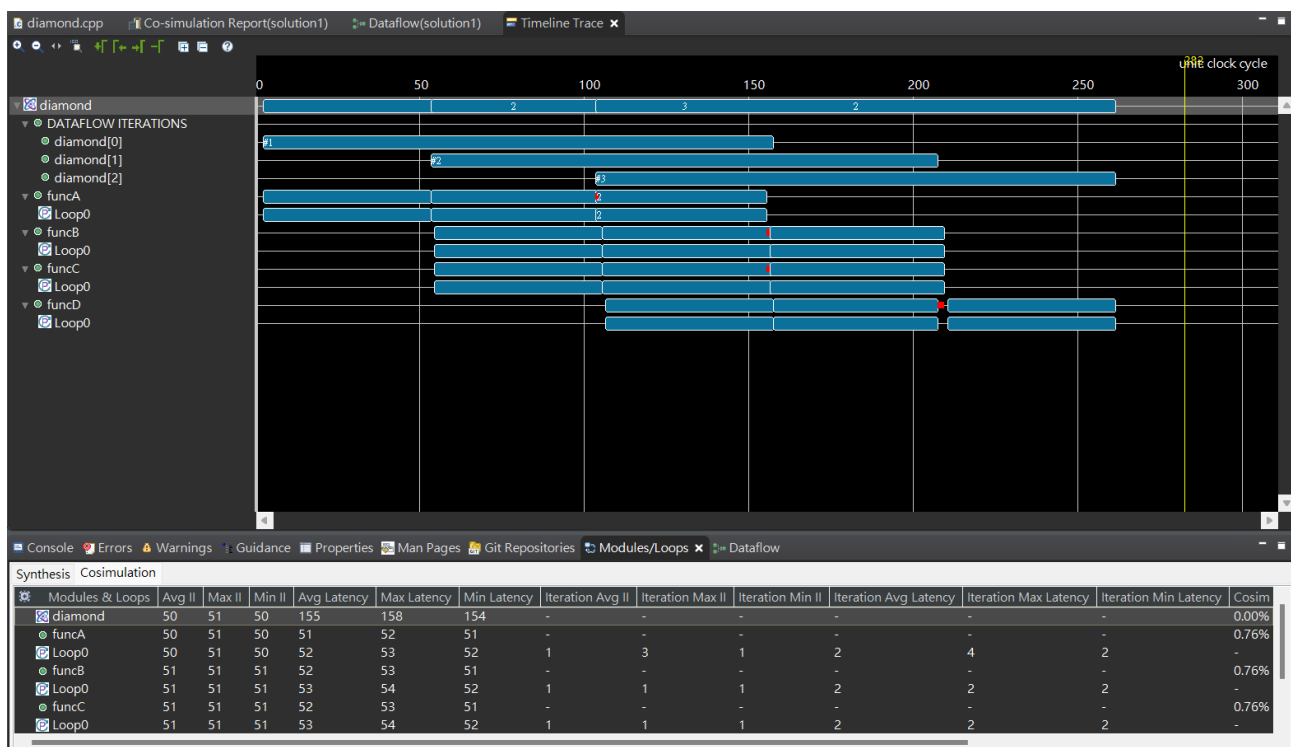 diamond.cpp Co-simulation Report(solution1) Dataflow(solution1) Timeline Trace
unit: clock cycle
0 50 100 150 200 250 300
diamond 2 3 2
DATAFLOW ITERATIONS
diamond[0] #1
diamond[1] #2
diamond[2] #3
funcA 2
Loop0 2
funcB
Loop0
funcC
Loop0
funcD
Loop0
Console Errors Warnings Guidance Properties Man Pages Git Repositories Modules/Loops Dataflow
Synthesis Cosimulation
Modules & Loops Avg II Max II Min II Avg Latency Max Latency Min Latency Iteration Avg II Iteration Max II Iteration Min II Iteration Avg Latency Iteration Max Latency Iteration Min Latency Cosim
diamond 50 51 50 155 158 154 - - - - - - 0.00%
funcA 50 51 50 51 52 51 - - - - - - 0.76%
Loop0 50 51 50 52 53 52 1 3 1 2 4 2 -
funcB 51 51 51 52 53 51 - - - - - - 0.76%
Loop0 51 51 51 53 54 52 1 1 1 2 2 2 -
funcC 51 51 51 52 53 51 - - - - - - 0.76%
Loop0 51 51 51 53 54 52 1 1 1 2 2 2 -